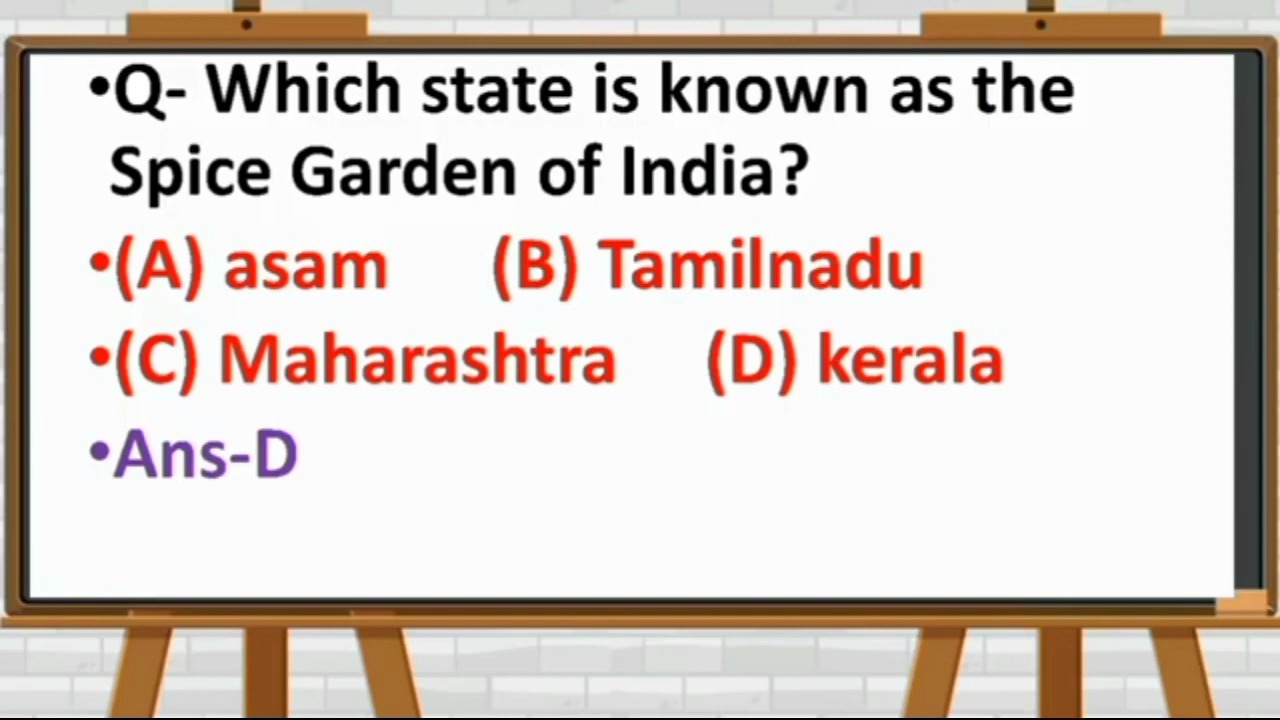 •Q- Which state is known as the
Spice Garden of India?
•(A) asam (B) Tamilnadu
•(C) Maharashtra (D) kerala
•Ans-D